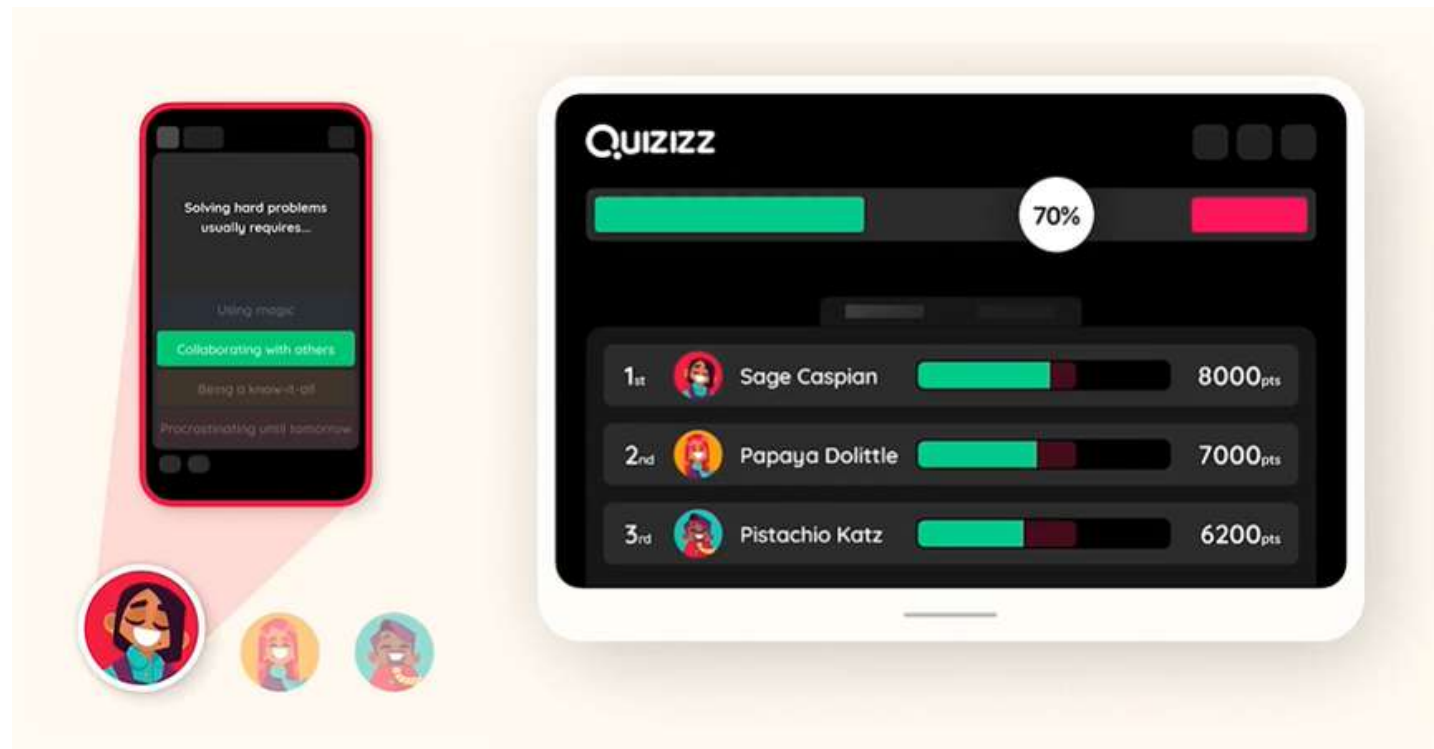 Solving hard problems
usually requires...
Using magic
Collaborating with others
Being a know-it-all
Procrastinating until tomorrow
Quizizz
70%
1st Sage Caspian 8000pts
2nd Papaya Dolittle 7000pts
3rd Pistachio Katz 6200pts